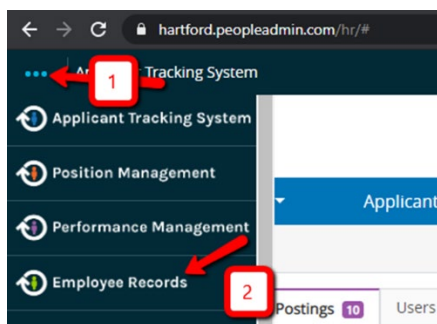 hartford.peopleadmin.com/hr/#
Tracking System
1
Applicant Tracking System
Position Management
Applicant
Performance Management
Employee Records
2
Postings 10 Users